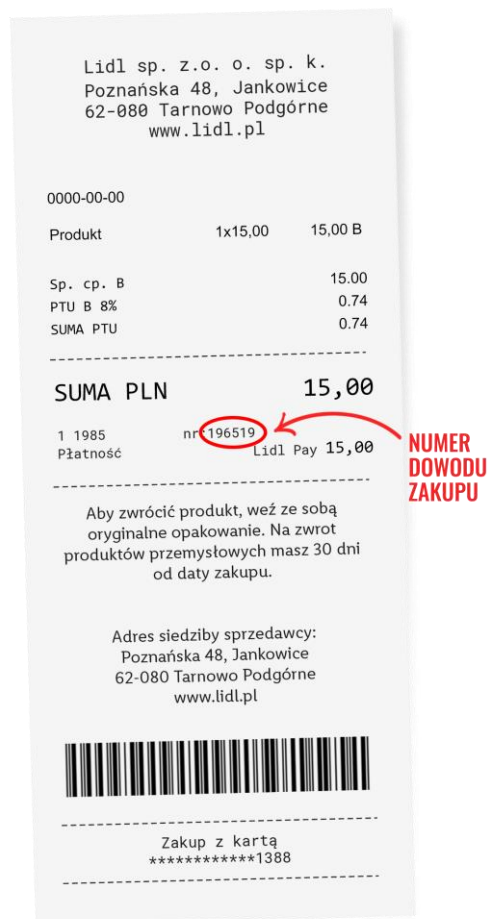 Lidl sp. z.o. o. sp. k.
Poznańska 48, Jankowice
62-080 Tarnowo Podgórne
www.lidl.pl
0000-00-00
Produkt 1x15,00 15,00 B
Sp. cp. B 15.00
PTU B 8% 0.74
SUMA PTU 0.74
SUMA PLN 15,00
1 1985 nr 196519
Płatność Lidl Pay 15,00
NUMER
DOWODU
ZAKUPU
Aby zwrócić produkt, weź ze sobą
oryginalne opakowanie. Na zwrot
produktów przemysłowych masz 30 dni
od daty zakupu.
Adres siedziby sprzedawcy:
Poznańska 48, Jankowice
62-080 Tarnowo Podgórne
www.lidl.pl
Zakup z kartą
************1388